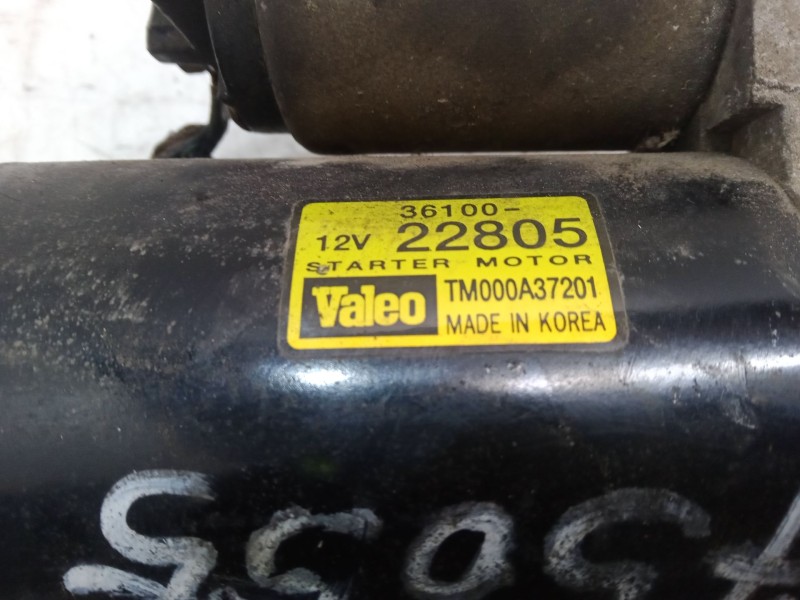 36100-
12V 22805
STARTER MOTOR
Valeo TM000A37201
MADE IN KOREA